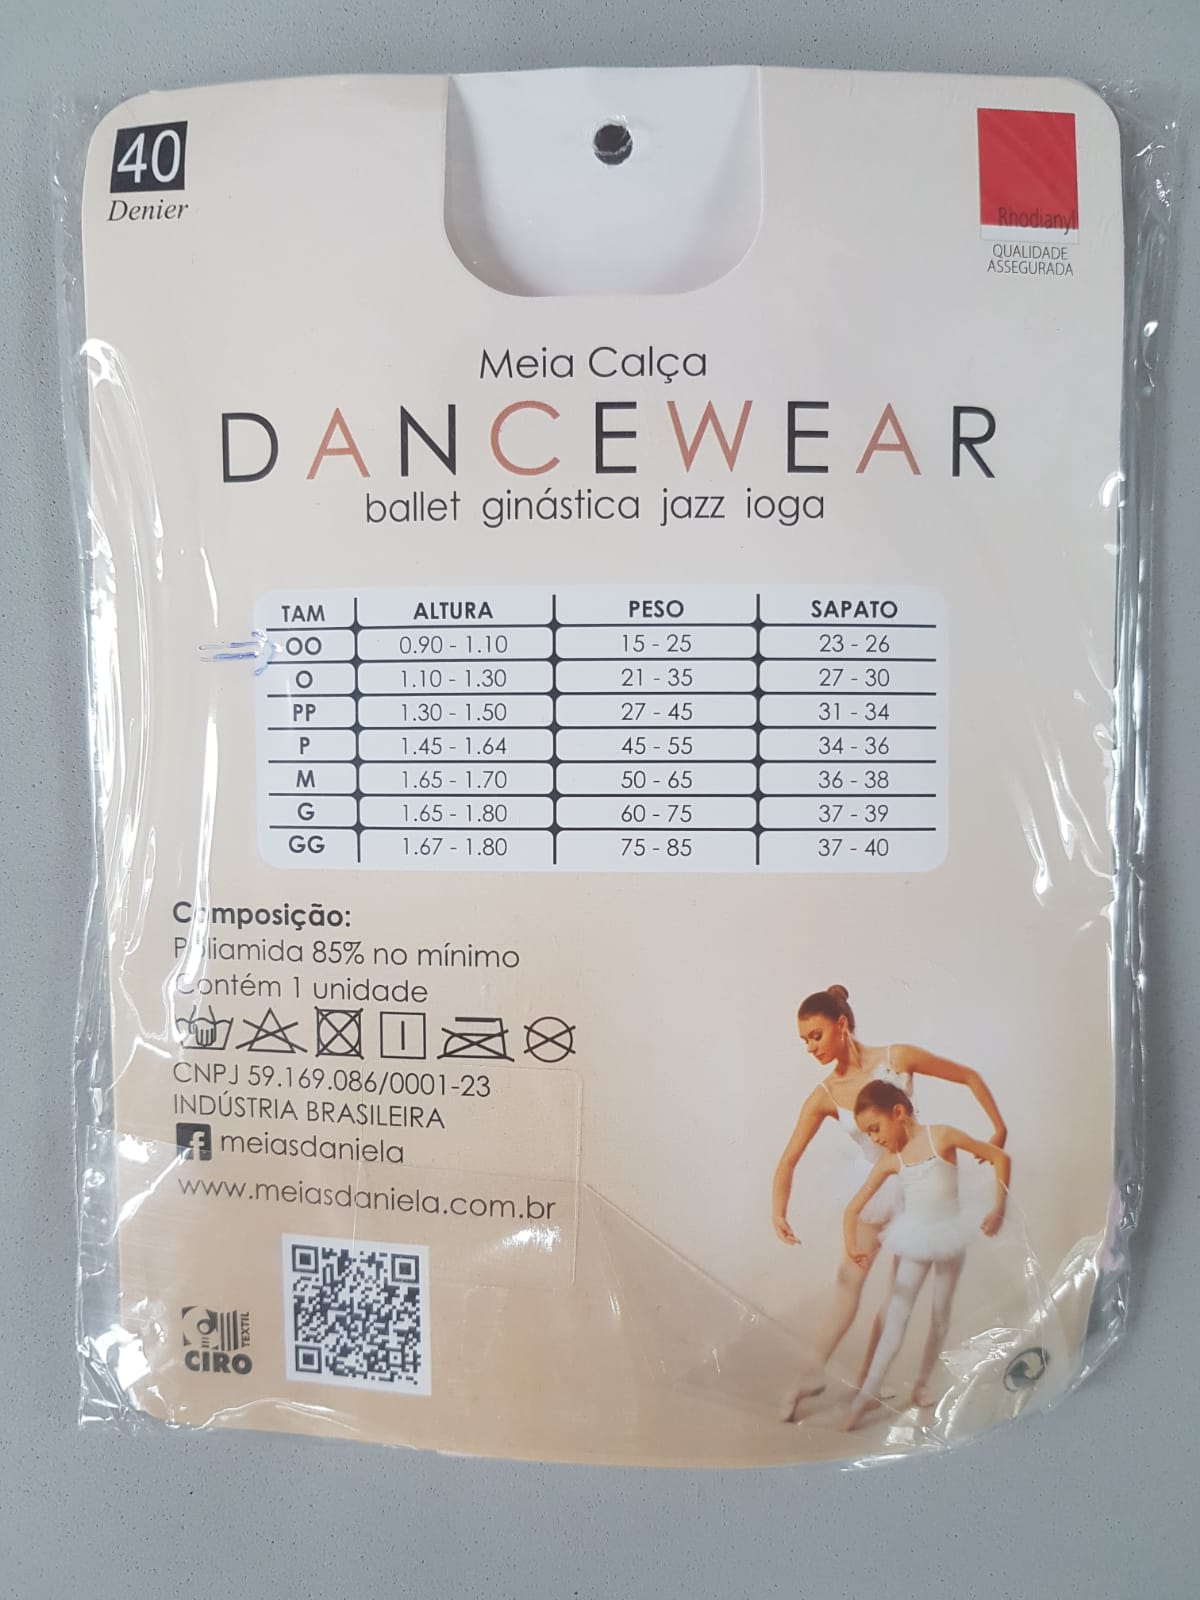 40
Denier
Rhodianyl
QUALIDADE
ASSEGURADA
Meia Calça
DANCEWEAR
ballet ginástica jazz ioga
TAM ALTURA PESO SAPATO
OO 0.90 - 1.10 15 - 25 23 - 26
O 1.10 - 1.30 21 - 35 27 - 30
PP 1.30 - 1.50 27 - 45 31 - 34
P 1.45 - 1.64 45 - 55 34 - 36
M 1.65 - 1.70 50 - 65 36 - 38
G 1.65 - 1.80 60 - 75 37 - 39
GG 1.67 - 1.80 75 - 85 37 - 40
Composição:
Poliamida 85% no mínimo
Contém 1 unidade
CNPJ 59.169.086/0001-23
INDÚSTRIA BRASILEIRA
meiasdaniela
www.meiasdaniela.com.br
TEXTIL
CIRO